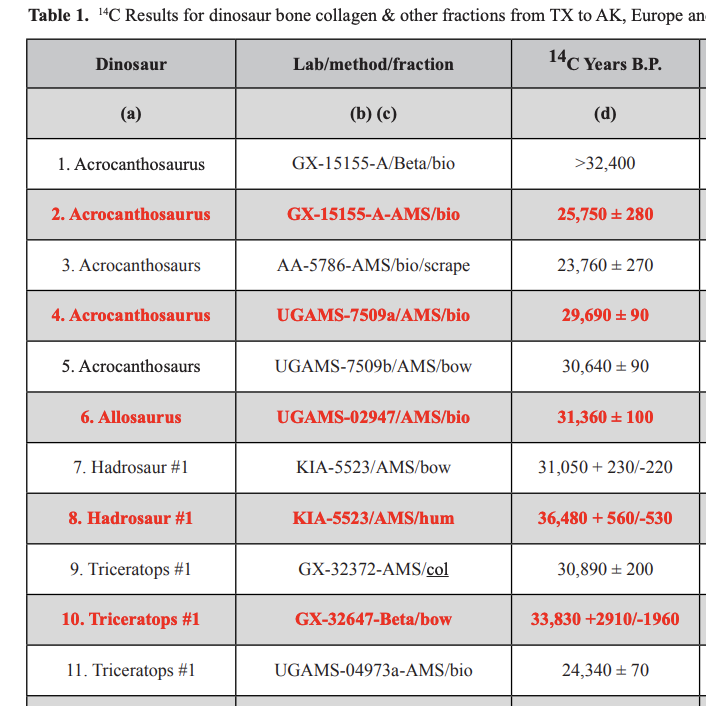 Table 1. ¹⁴C Results for dinosaur bone collagen & other fractions from TX to AK, Europe an
Dinosaur Lab/method/fraction ¹⁴C Years B.P.
(a) (b) (c) (d)
1. Acrocanthosaurus GX-15155-A/Beta/bio >32,400
2. Acrocanthosaurus GX-15155-A-AMS/bio 25,750 ± 280
3. Acrocanthosaurs AA-5786-AMS/bio/scrape 23,760 ± 270
4. Acrocanthosaurus UGAMS-7509a/AMS/bio 29,690 ± 90
5. Acrocanthosaurs UGAMS-7509b/AMS/bow 30,640 ± 90
6. Allosaurus UGAMS-02947/AMS/bio 31,360 ± 100
7. Hadrosaur #1 KIA-5523/AMS/bow 31,050 + 230/-220
8. Hadrosaur #1 KIA-5523/AMS/hum 36,480 + 560/-530
9. Triceratops #1 GX-32372-AMS/col 30,890 ± 200
10. Triceratops #1 GX-32647-Beta/bow 33,830 +2910/-1960
11. Triceratops #1 UGAMS-04973a-AMS/bio 24,340 ± 70